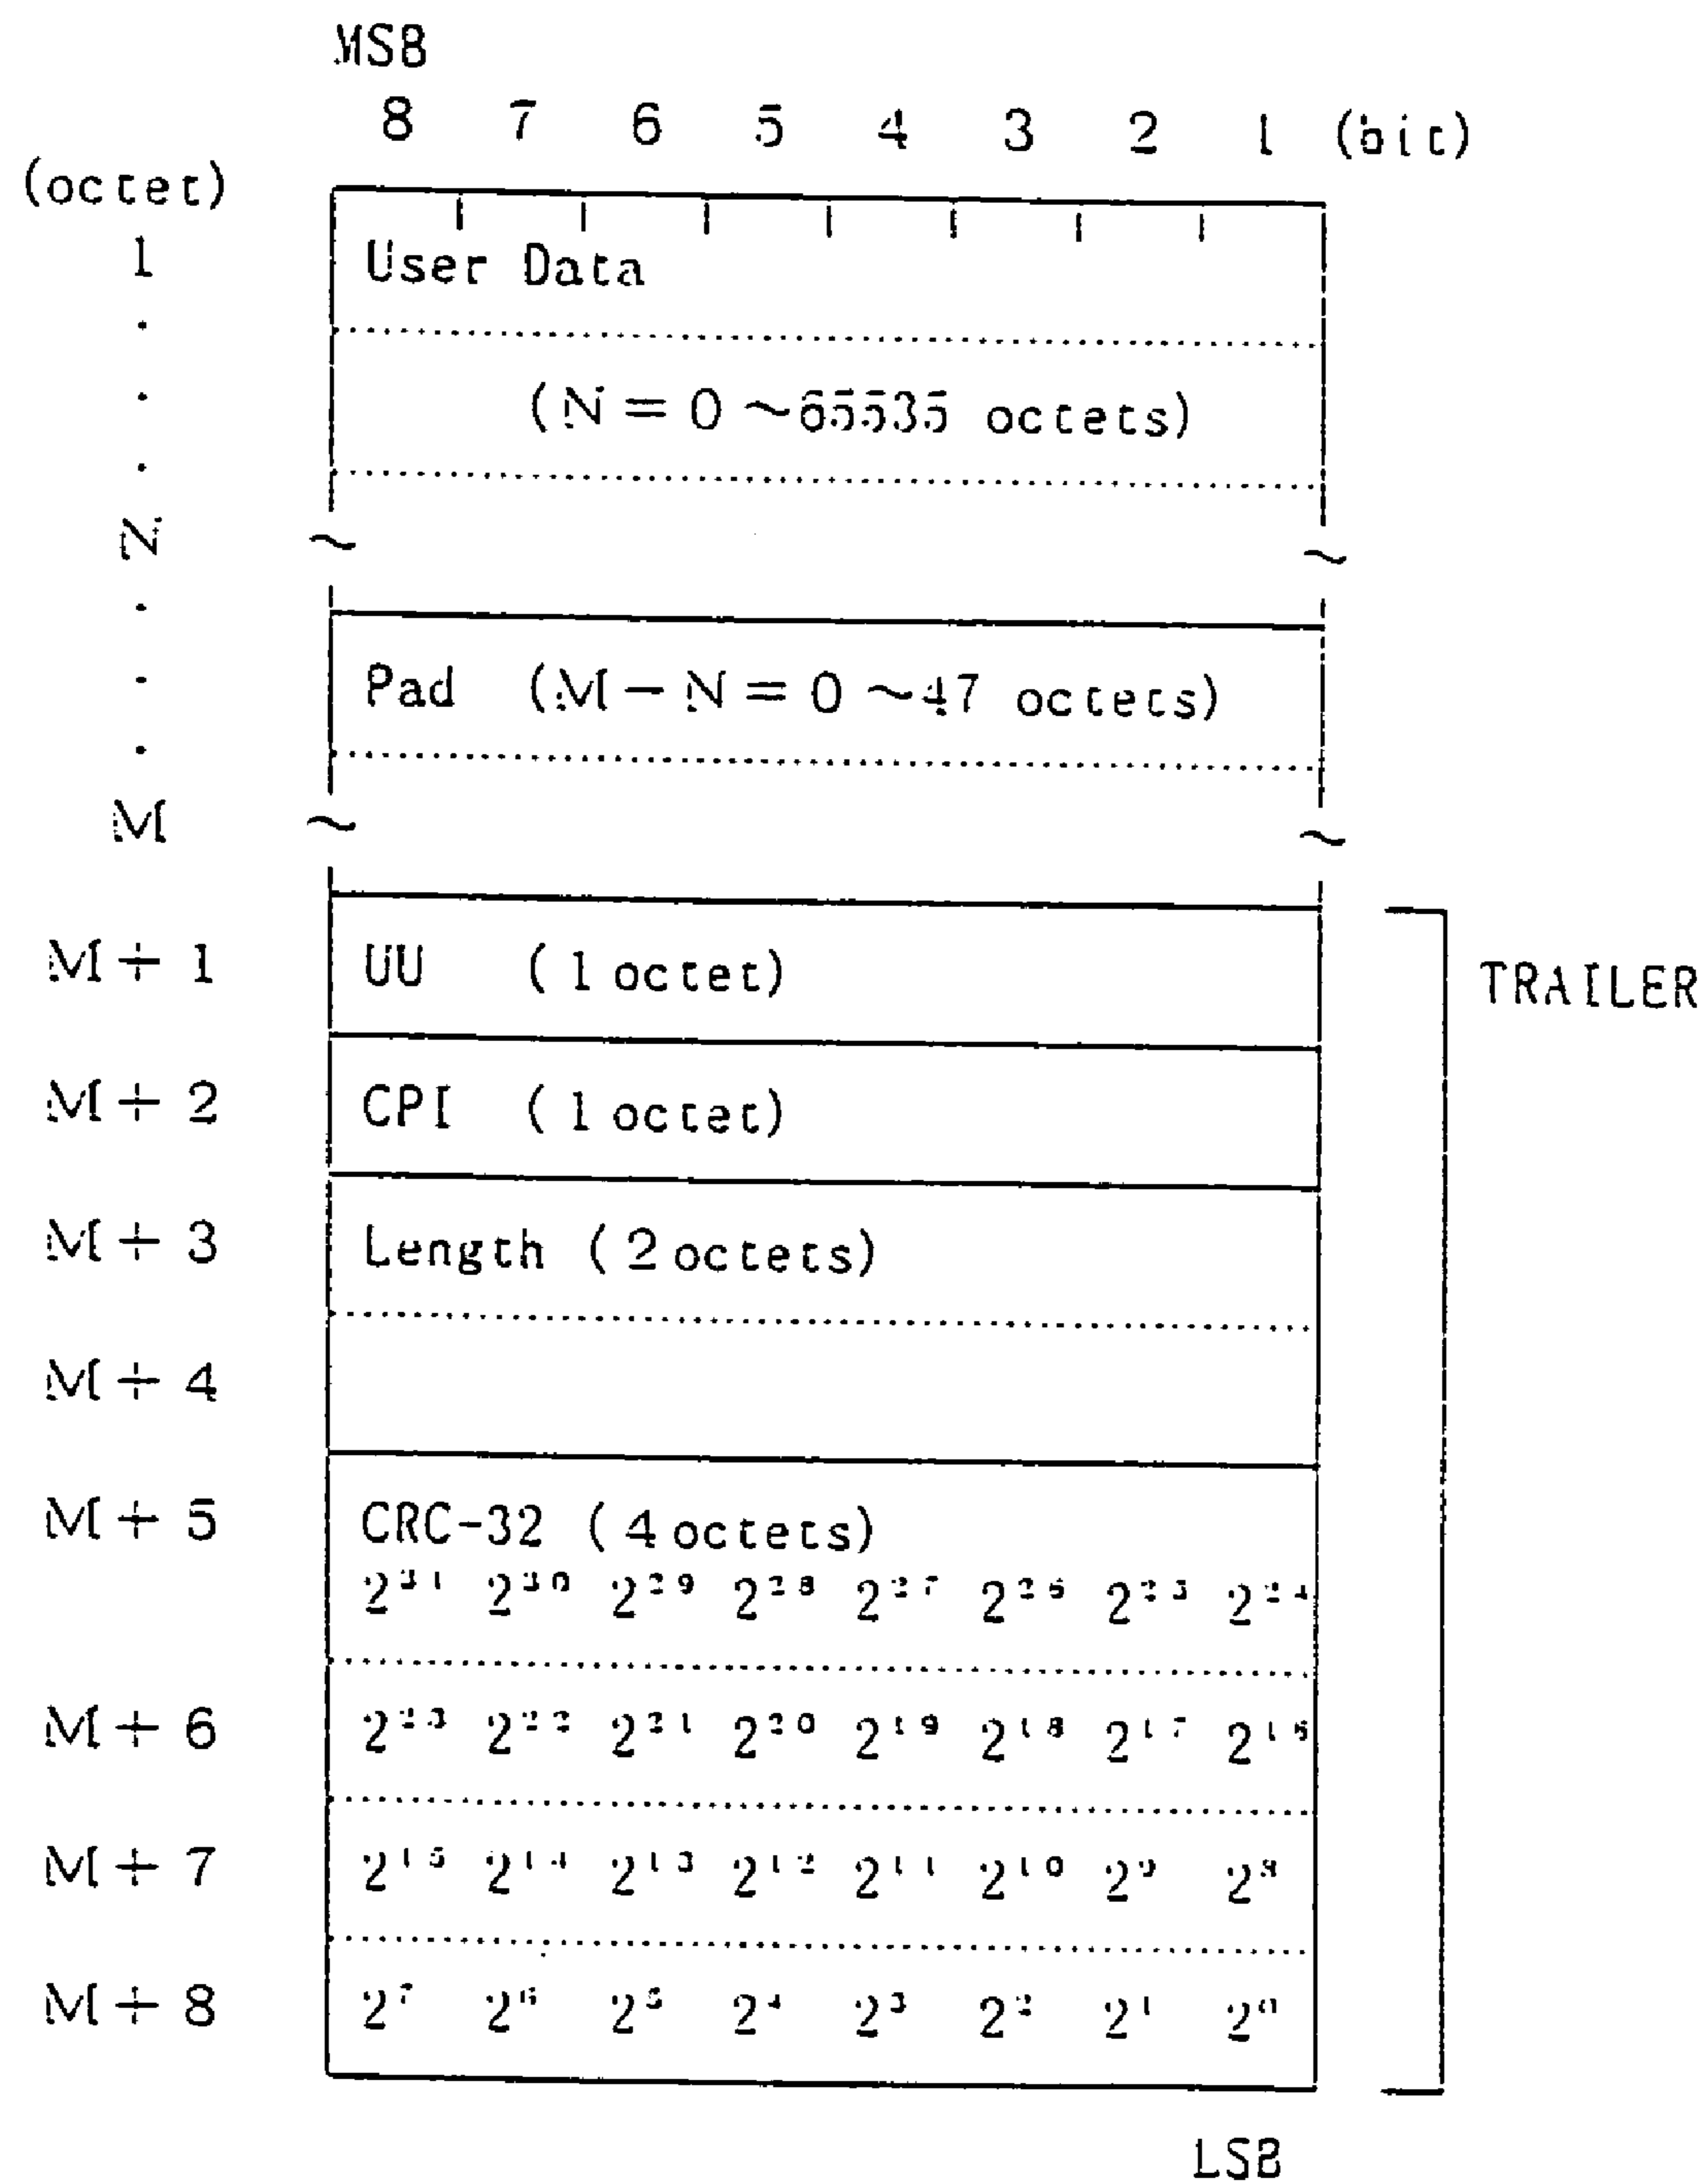 MSB
8 7 6 5 4 3 2 1 (bit)
(octet)
1 User Data
.
. (N = 0 ~65535 octets)
.
N ~ ~
.
. Pad (M − N = 0 ~47 octets)
.
M ~ ~
M + 1 UU ( 1 octet) TRAILER
M + 2 CPI ( 1 octet)
M + 3 Length ( 2 octets)
M + 4
M + 5 CRC-32 ( 4 octets)
2³¹ 2³⁰ 2²⁹ 2²⁸ 2²⁷ 2²⁶ 2²⁵ 2²⁴
M + 6 2²³ 2²² 2²¹ 2²⁰ 2¹⁹ 2¹⁸ 2¹⁷ 2¹⁶
M + 7 2¹⁵ 2¹⁴ 2¹³ 2¹² 2¹¹ 2¹⁰ 2⁹ 2⁸
M + 8 2⁷ 2⁶ 2⁵ 2⁴ 2³ 2² 2¹ 2⁰
LSB